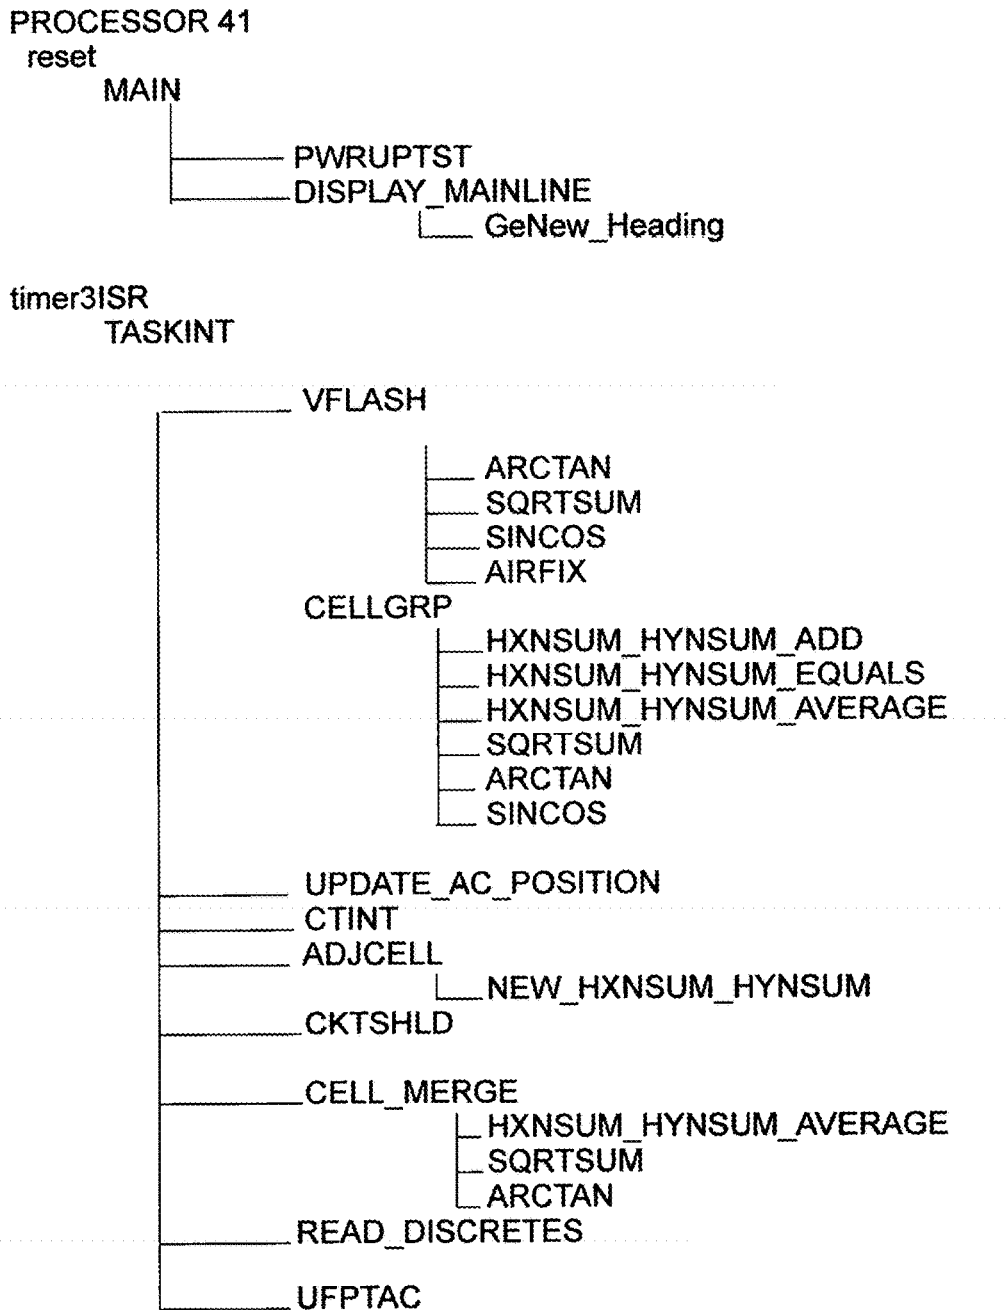 PROCESSOR 41
reset
MAIN
PWRUPTST
DISPLAY_MAINLINE
GeNew_Heading
timer3ISR
TASKINT
VFLASH
ARCTAN
SQRTSUM
SINCOS
AIRFIX
CELLGRP
HXNSUM_HYNSUM_ADD
HXNSUM_HYNSUM_EQUALS
HXNSUM_HYNSUM_AVERAGE
SQRTSUM
ARCTAN
SINCOS
UPDATE_AC_POSITION
CTINT
ADJCELL
NEW_HXNSUM_HYNSUM
CKTSHLD
CELL_MERGE
HXNSUM_HYNSUM_AVERAGE
SQRTSUM
ARCTAN
READ_DISCRETES
UFPTAC